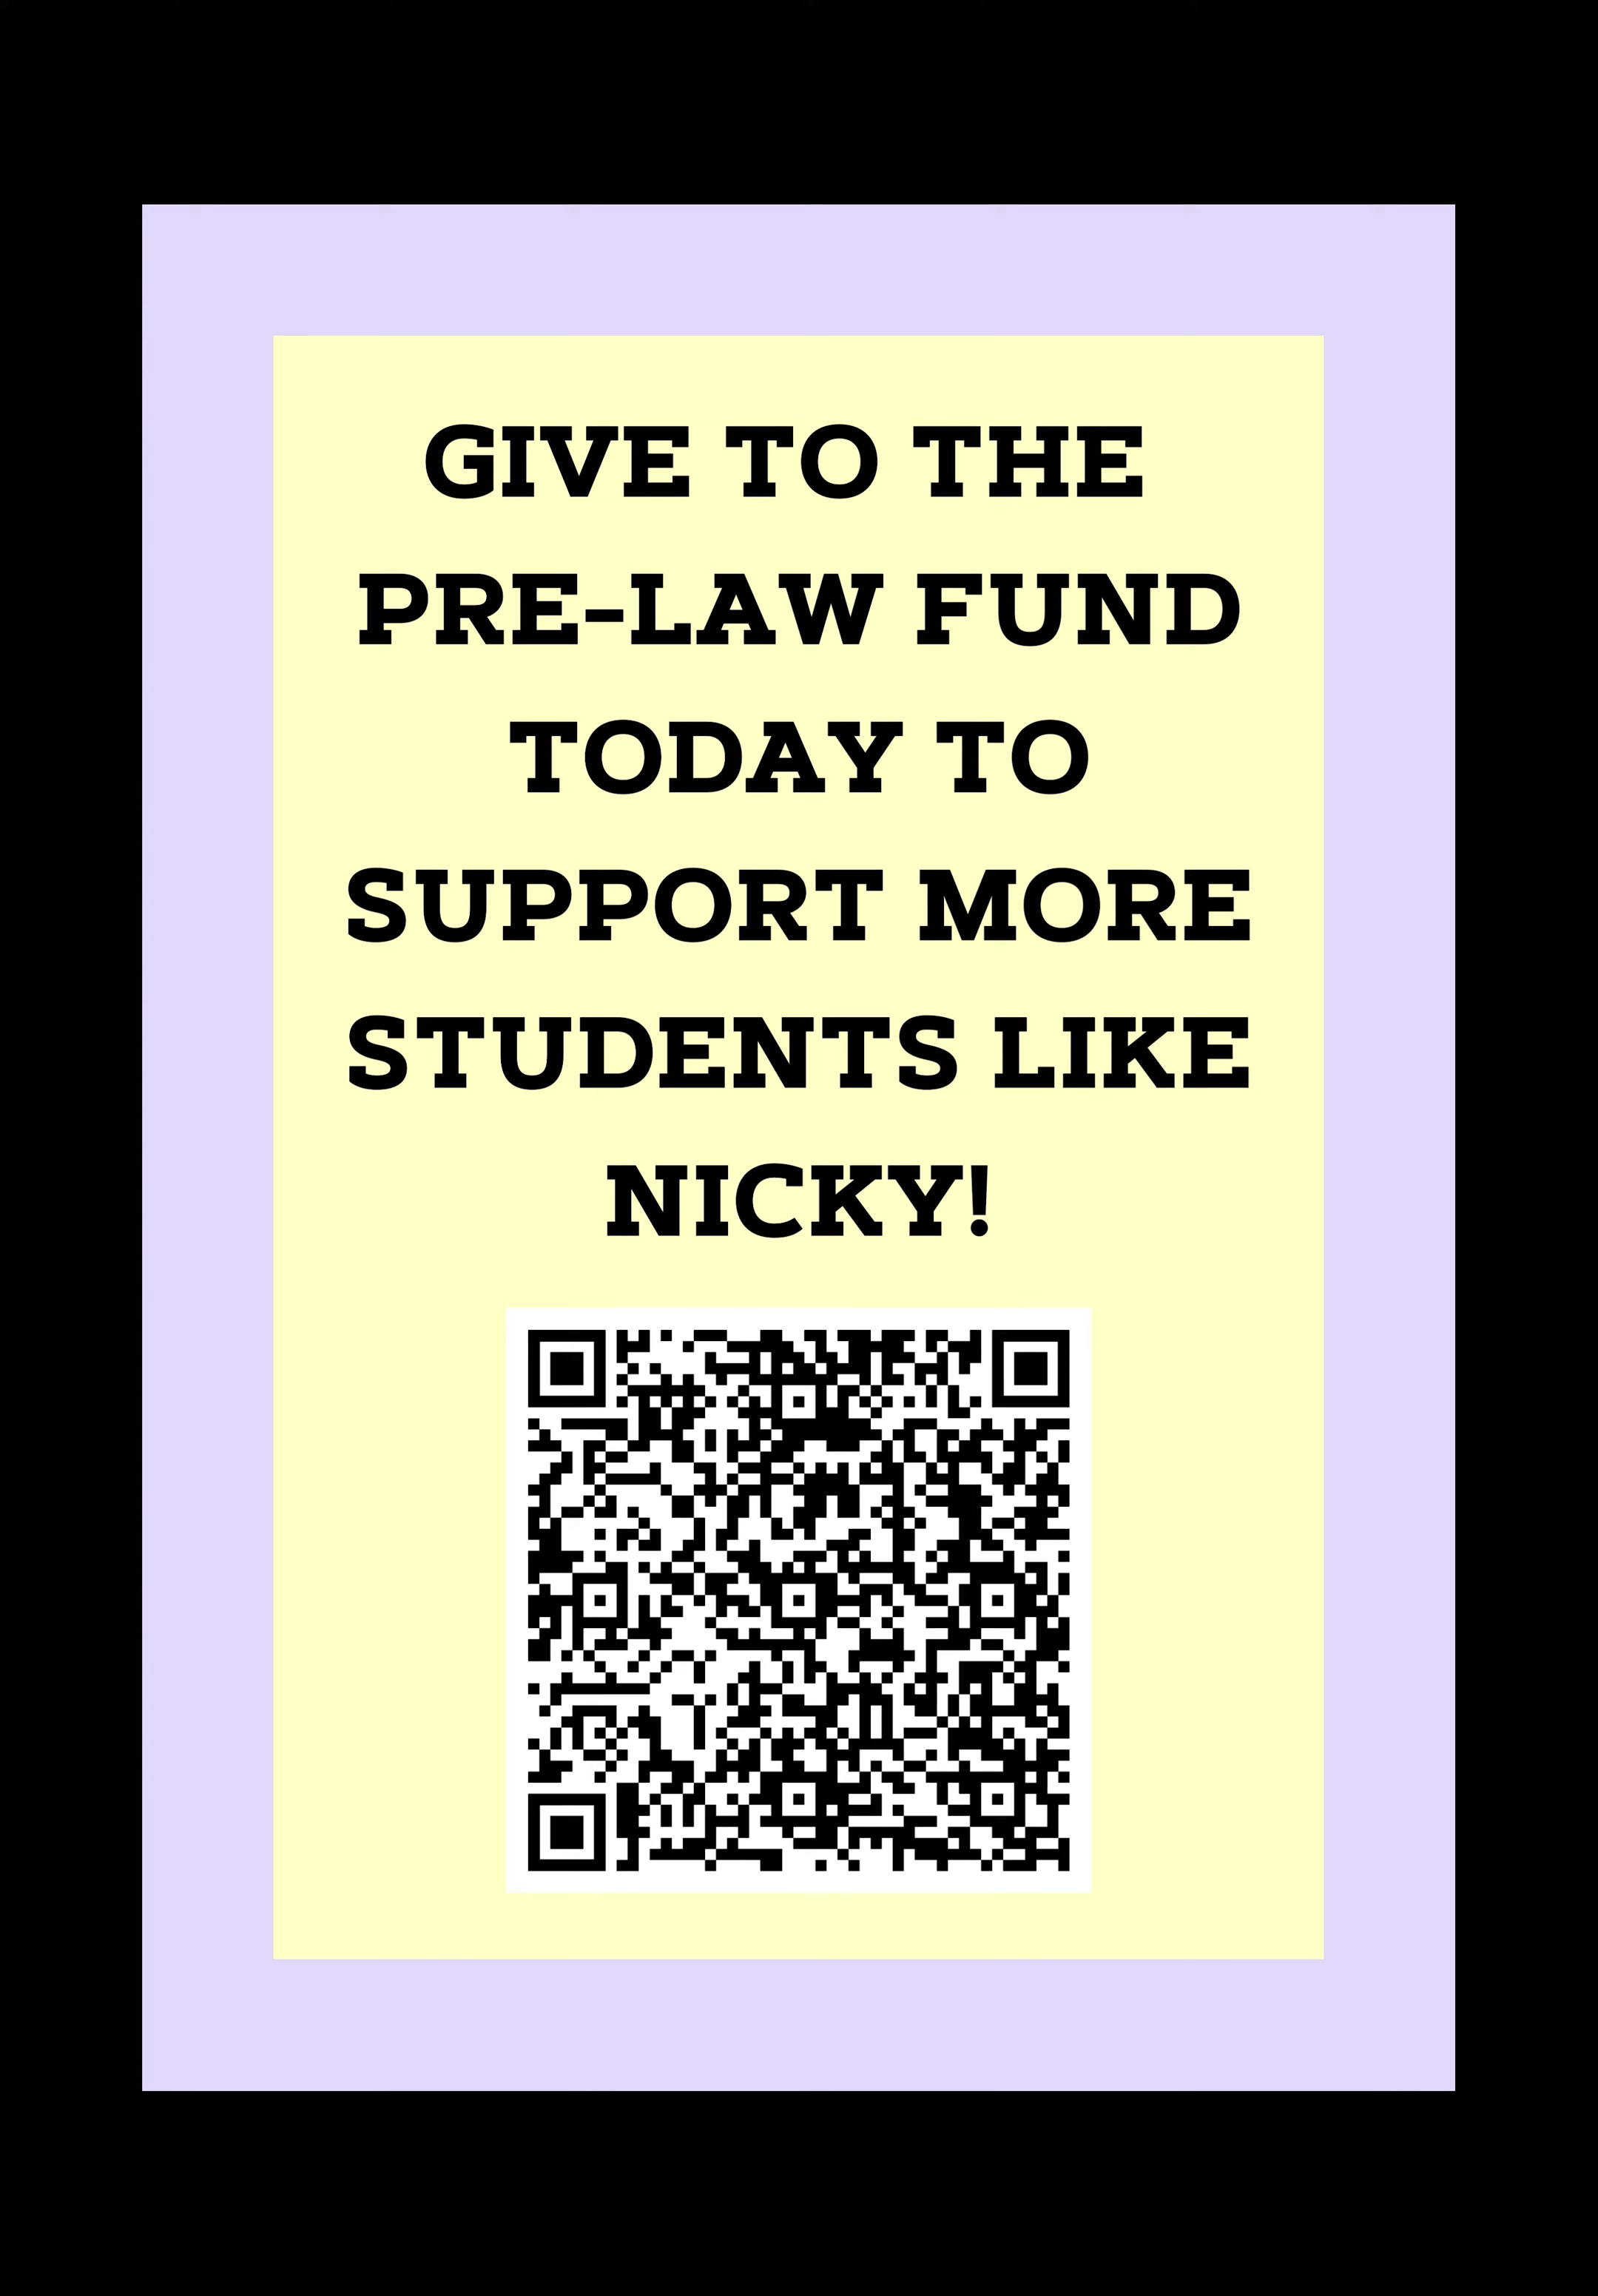 GIVE TO THE
PRE-LAW FUND
TODAY TO
SUPPORT MORE
STUDENTS LIKE
NICKY!